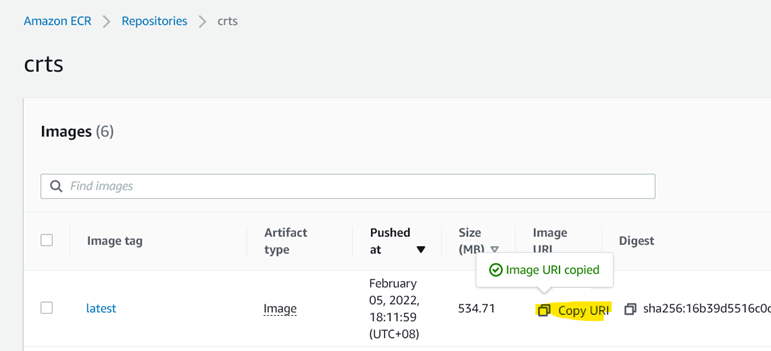 Amazon ECR > Repositories > crts
crts
Images (6)
Find images
Image tag Artifact type Pushed at Size (MB) Image URI Digest
Image URI copied
latest Image February 05, 2022, 18:11:59 (UTC+08) 534.71 Copy URI sha256:16b39d5516c0